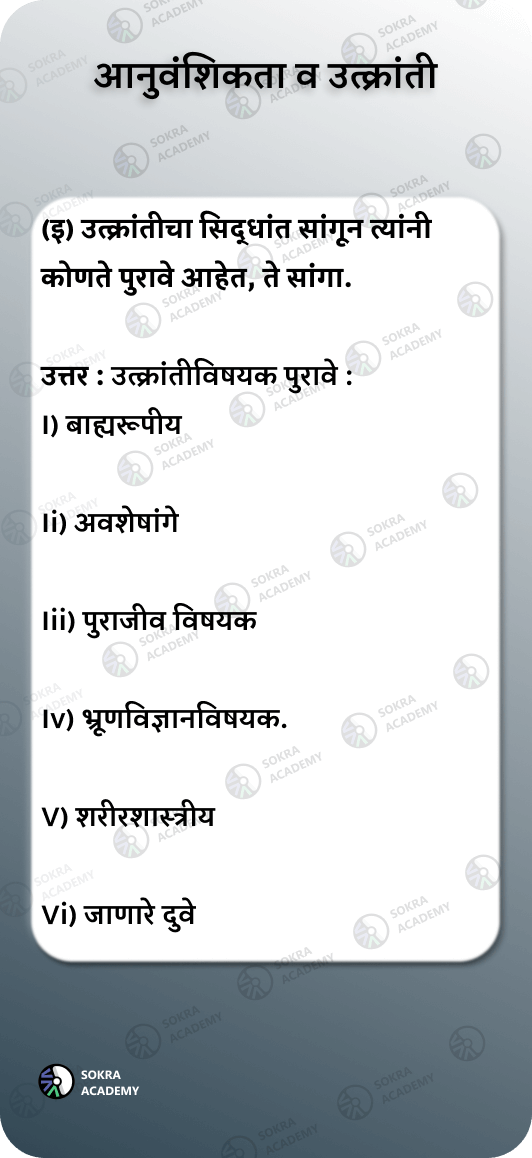 आनुवंशिकता व उत्क्रांती
(इ) उत्क्रांतीचा सिद्धांत सांगून त्यांनी
कोणते पुरावे आहेत, ते सांगा.
उत्तर : उत्क्रांतीविषयक पुरावे :
I) बाह्यरूपीय
Ii) अवशेषांगे
Iii) पुराजीव विषयक
Iv) भ्रूणविज्ञानविषयक.
V) शरीरशास्त्रीय
Vi) जाणारे दुवे
SOKRA
ACADEMY